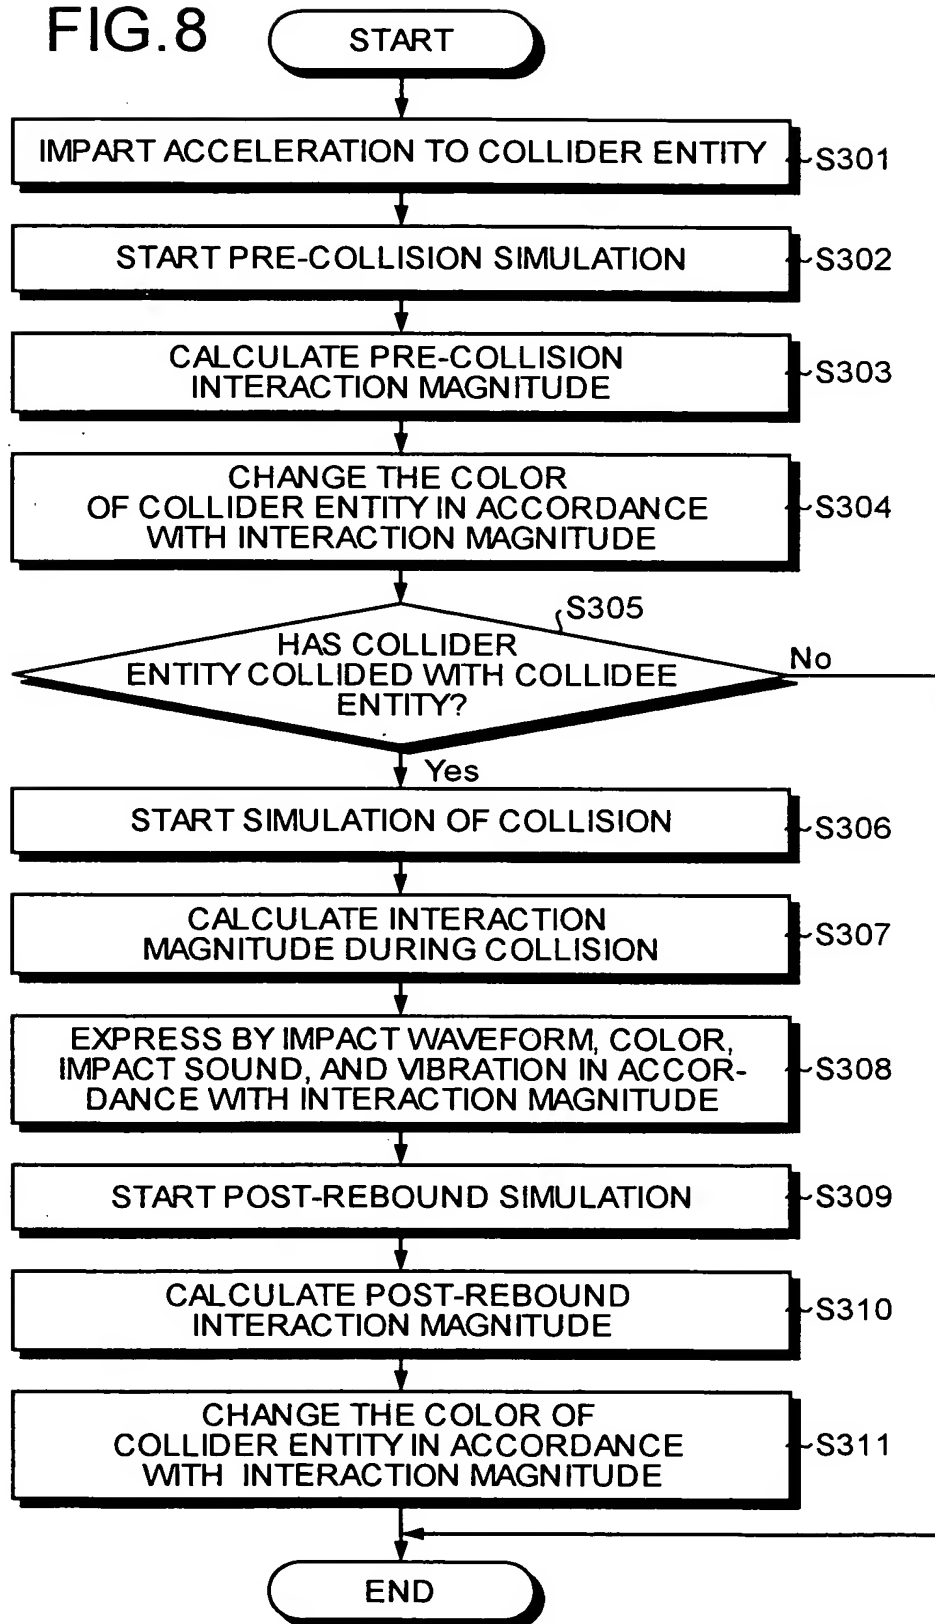 FIG.8
START
IMPART ACCELERATION TO COLLIDER ENTITY
S301
START PRE-COLLISION SIMULATION
S302
CALCULATE PRE-COLLISION
INTERACTION MAGNITUDE
S303
CHANGE THE COLOR
OF COLLIDER ENTITY IN ACCORDANCE
WITH INTERACTION MAGNITUDE
S304
S305
HAS COLLIDER
ENTITY COLLIDED WITH COLLIDEE
ENTITY?
No
Yes
START SIMULATION OF COLLISION
S306
CALCULATE INTERACTION
MAGNITUDE DURING COLLISION
S307
EXPRESS BY IMPACT WAVEFORM, COLOR,
IMPACT SOUND, AND VIBRATION IN ACCOR-
DANCE WITH INTERACTION MAGNITUDE
S308
START POST-REBOUND SIMULATION
S309
CALCULATE POST-REBOUND
INTERACTION MAGNITUDE
S310
CHANGE THE COLOR OF
COLLIDER ENTITY IN ACCORDANCE
WITH INTERACTION MAGNITUDE
S311
END